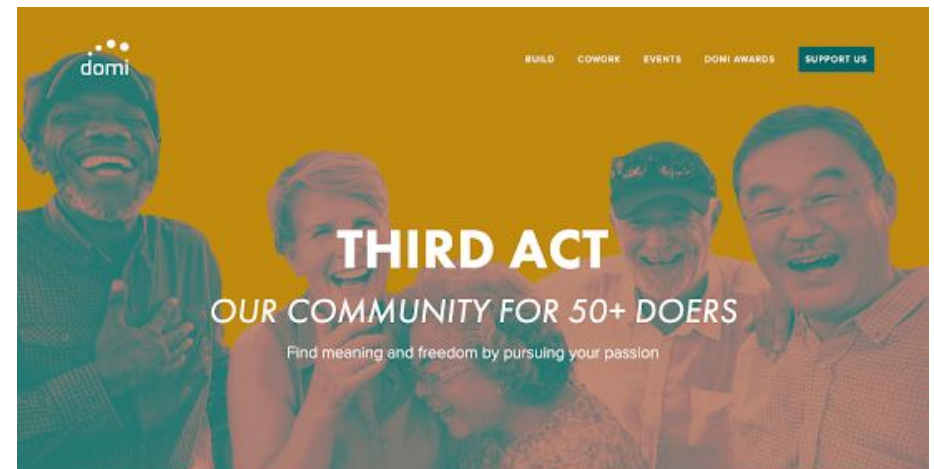 domi
BUILD COWORK EVENTS DOMI AWARDS SUPPORT US
THIRD ACT
OUR COMMUNITY FOR 50+ DOERS
Find meaning and freedom by pursuing your passion